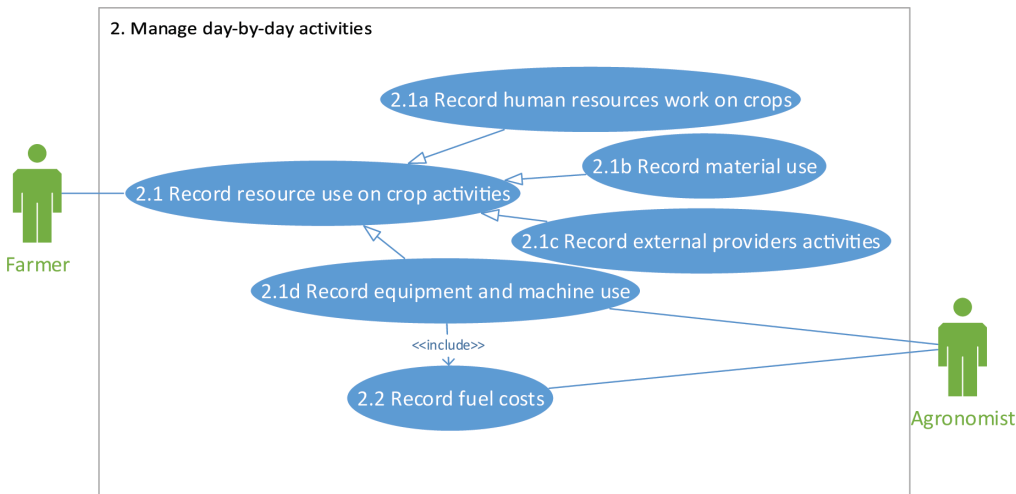 2. Manage day-by-day activities
2.1a Record human resources work on crops
2.1b Record material use
2.1 Record resource use on crop activities
2.1c Record external providers activities
Farmer
2.1d Record equipment and machine use
<<include>>
2.2 Record fuel costs
Agronomist